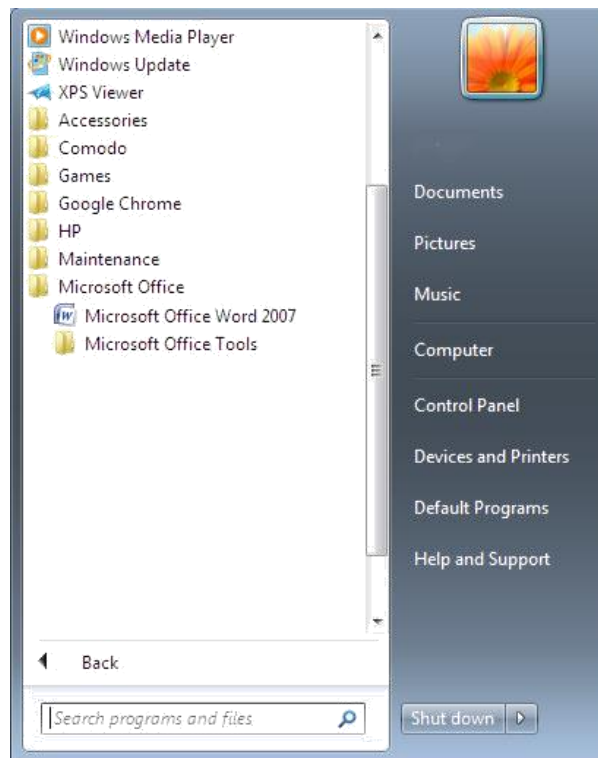 Windows Media Player
Windows Update
XPS Viewer
Accessories
Comodo
Games
Google Chrome
HP
Maintenance
Microsoft Office
Microsoft Office Word 2007
Microsoft Office Tools
Back
Search programs and files
Documents
Pictures
Music
Computer
Control Panel
Devices and Printers
Default Programs
Help and Support
Shut down